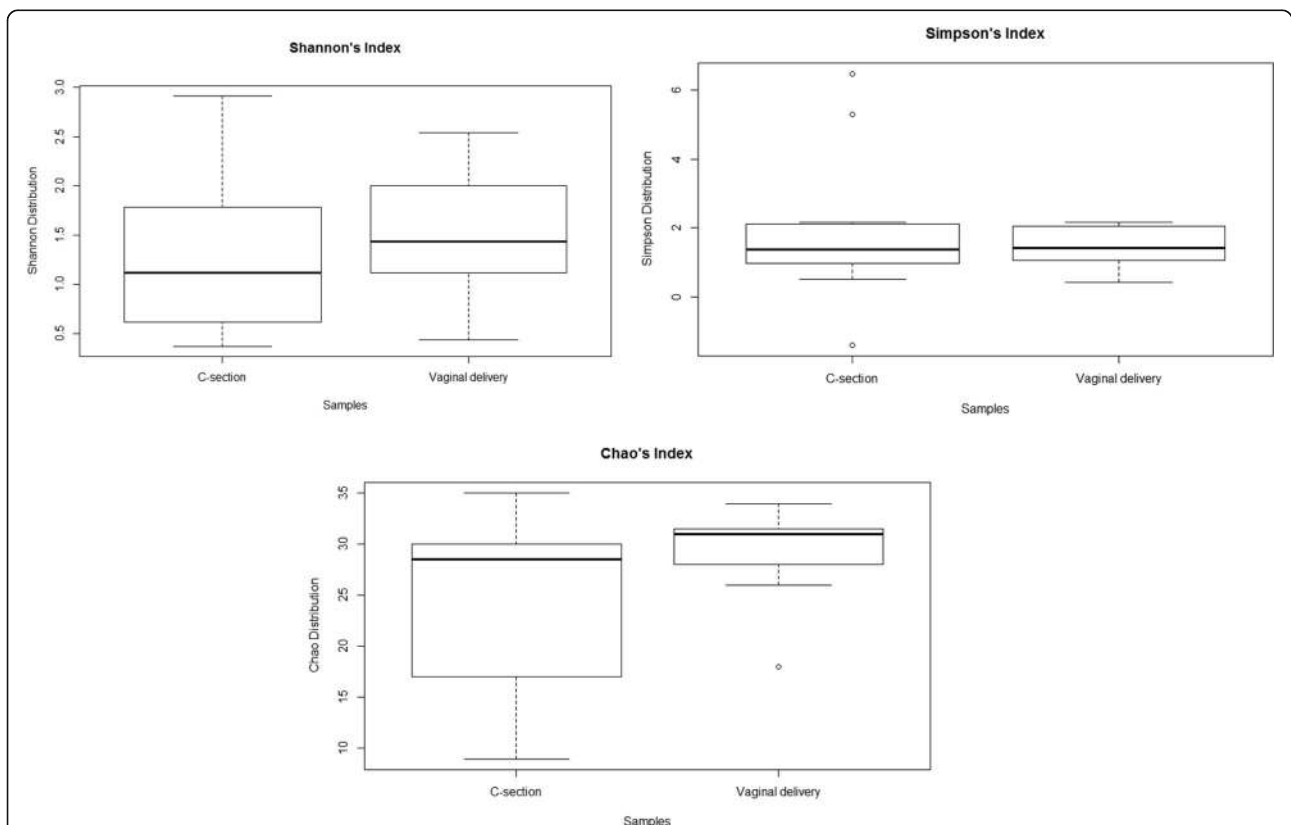 Shannon's Index
Shannon Distribution
3.0
2.5
2.0
1.5
1.0
0.5
C-section
Vaginal delivery
Samples
Simpson's Index
Simpson Distribution
6
4
2
0
C-section
Vaginal delivery
Samples
Chao's Index
Chao Distribution
35
30
25
20
15
10
C-section
Vaginal delivery
Samples